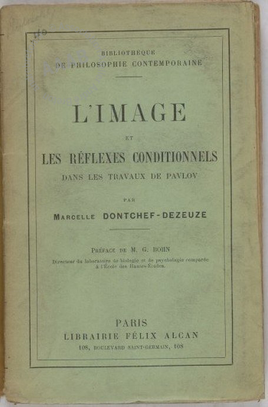 BIBLIOTHÈQUE
DE PHILOSOPHIE CONTEMPORAINE
L'IMAGE
ET
LES RÉFLEXES CONDITIONNELS
DANS LES TRAVAUX DE PAVLOV
PAR
MARCELLE DONTCHEF-DEZEUZE
PRÉFACE DE M. G. BOHN
Directeur du laboratoire de biologie et de psychologie comparée
à l'École des Hautes-Études.
PARIS
LIBRAIRIE FÉLIX ALCAN
108, BOULEVARD SAINT-GERMAIN, 108